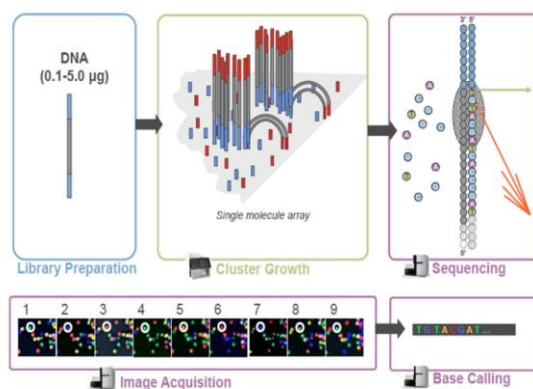 DNA
(0.1-5.0 µg)
Library Preparation
Single molecule array
Cluster Growth
3' 5'
5'
Sequencing
1 2 3 4 5 6 7 8 9
Image Acquisition
TGTACGAT...
Base Calling